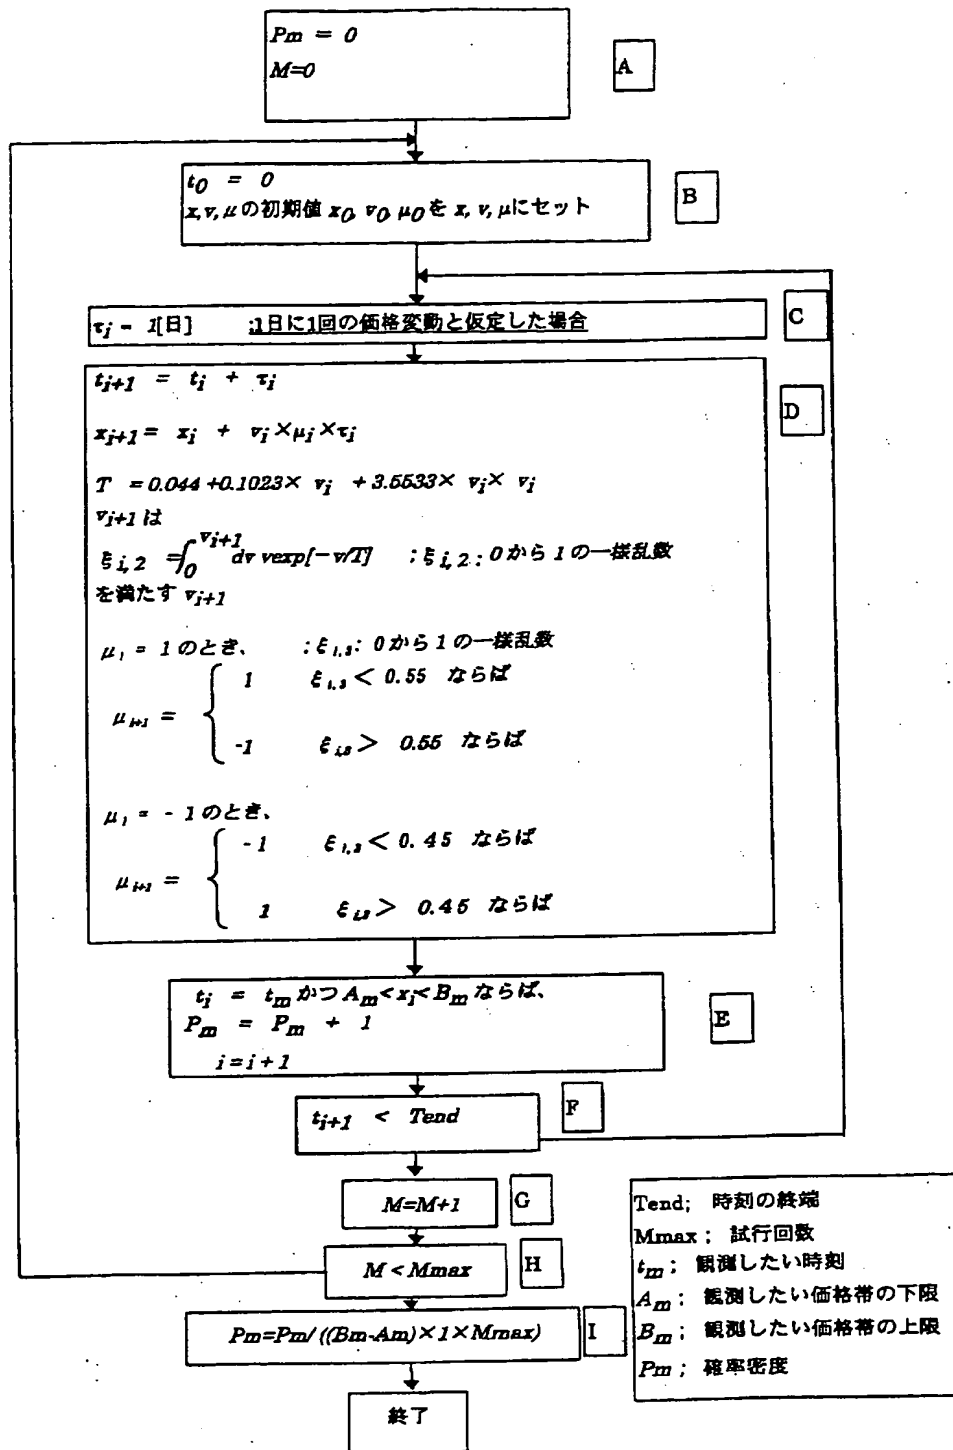 Pm = 0
M=0
A
t0 = 0
x,v,μの初期値 x0, v0, μ0を x, v, μにセット
B
τi = 1[日] ;1日に1回の価格変動と仮定した場合
C
ti+1 = ti + τi
D
xi+1 = xi + vi×μi×τi
T = 0.044+0.1023× vi +3.5533× vi× vi
vi+1 は
ξi,2 =∫0^vi+1 dv vexp[-v/T] ;ξi,2: 0から1の一様乱数
を満たす vi+1
μi = 1のとき、 ;ξi,3: 0から1の一様乱数
1 ξi,3< 0.55 ならば
μi+1 = {
-1 ξi,3> 0.55 ならば
μi = - 1のとき、
-1 ξi,3< 0.45 ならば
μi+1 = {
1 ξi,3> 0.45 ならば
ti = tmかつAm<xi<Bmならば、
Pm = Pm + 1
i=i+1
E
ti+1 < Tend
F
M=M+1
G
M<Mmax
H
Pm=Pm/((Bm-Am)×1×Mmax)
I
終了
Tend; 時刻の終端
Mmax; 試行回数
tm; 観測したい時刻
Am; 観測したい価格帯の下限
Bm; 観測したい価格帯の上限
Pm; 確率密度